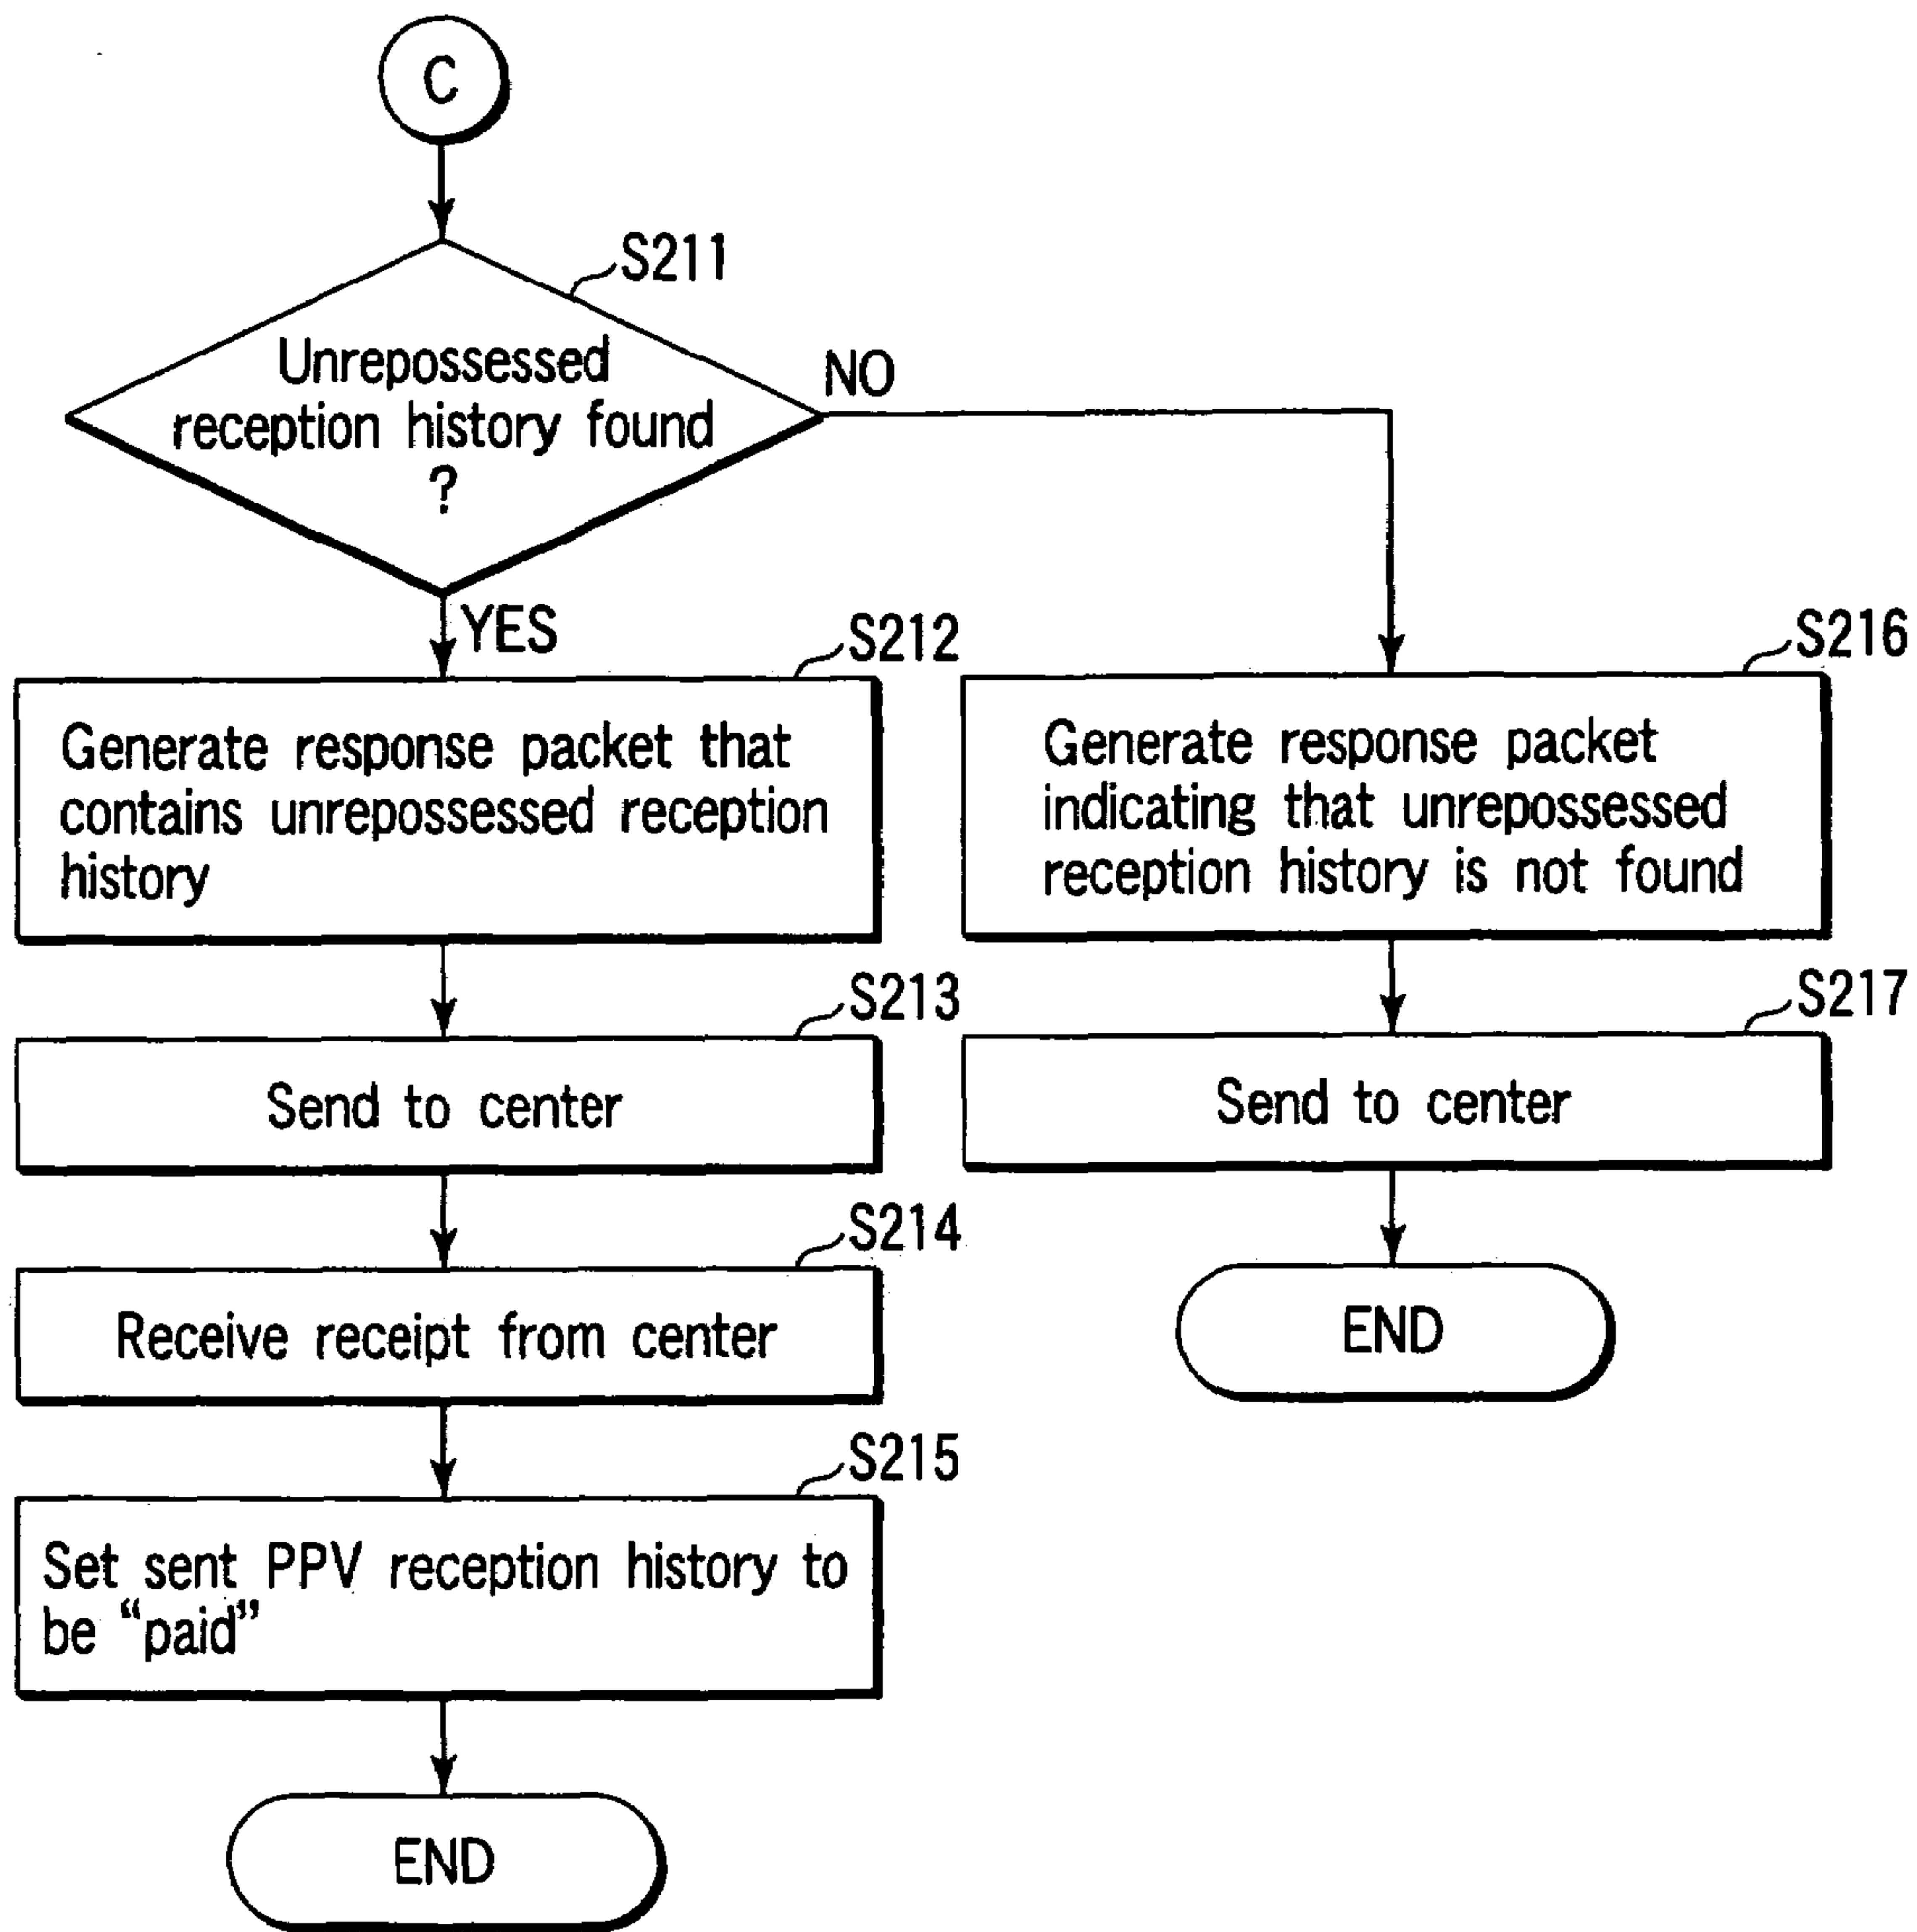 C
S211
Unrepossessed
reception history found
?
NO
YES
S212
Generate response packet that
contains unrepossessed reception
history
S213
Send to center
S214
Receive receipt from center
S215
Set sent PPV reception history to
be “paid”
END
S216
Generate response packet
indicating that unrepossessed
reception history is not found
S217
Send to center
END